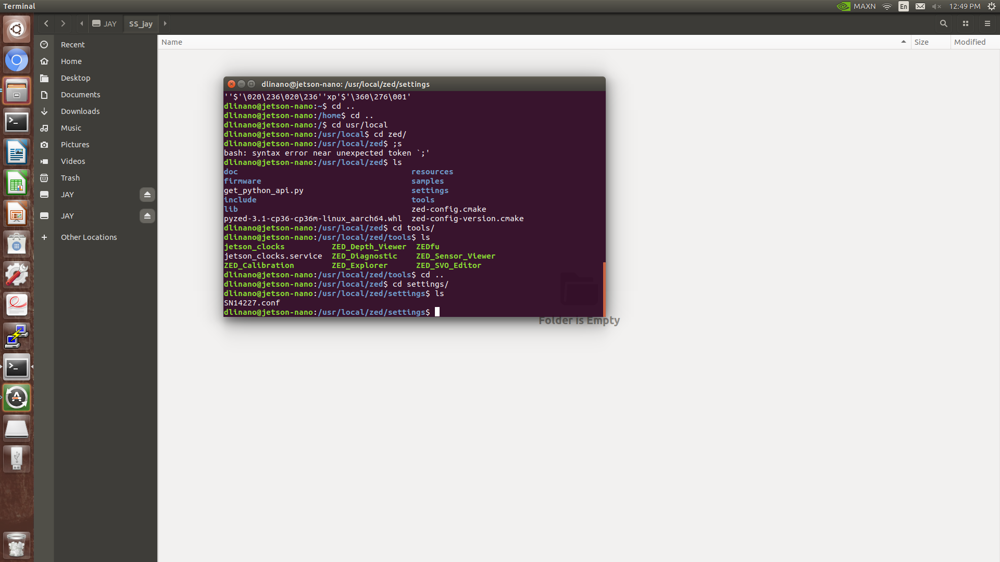 Terminal
MAXN En 12:49 PM
JAY SS_jay
Name Size Modified
Recent
Home
Desktop
Documents
Downloads
Music
Pictures
Videos
Trash
JAY
JAY
Other Locations
dlinano@jetson-nano: /usr/local/zed/settings
''$'\020\236\020\236''xp'$'\360\276\001'
dlinano@jetson-nano:~$ cd ..
dlinano@jetson-nano:/home$ cd ..
dlinano@jetson-nano:/$ cd usr/local
dlinano@jetson-nano:/usr/local$ cd zed/
dlinano@jetson-nano:/usr/local/zed$ ;s
bash: syntax error near unexpected token `;'
dlinano@jetson-nano:/usr/local/zed$ ls
doc resources
firmware samples
get_python_api.py settings
include tools
lib zed-config.cmake
pyzed-3.1-cp36-cp36m-linux_aarch64.whl zed-config-version.cmake
dlinano@jetson-nano:/usr/local/zed$ cd tools/
dlinano@jetson-nano:/usr/local/zed/tools$ ls
jetson_clocks ZED_Depth_Viewer ZEDfu
jetson_clocks.service ZED_Diagnostic ZED_Sensor_Viewer
ZED_Calibration ZED_Explorer ZED_SVO_Editor
dlinano@jetson-nano:/usr/local/zed/tools$ cd ..
dlinano@jetson-nano:/usr/local/zed$ cd settings/
dlinano@jetson-nano:/usr/local/zed/settings$ ls
SN14227.conf
dlinano@jetson-nano:/usr/local/zed/settings$
Folder is Empty